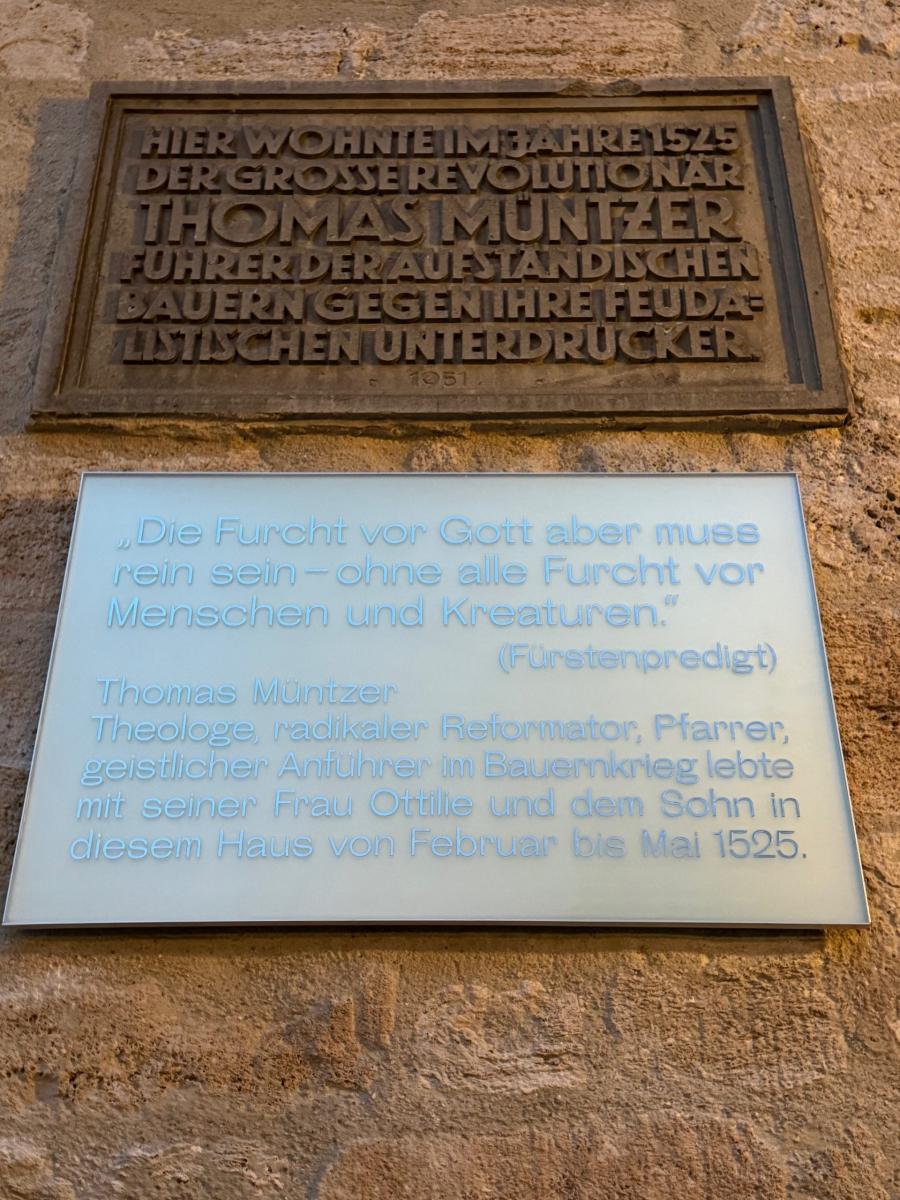 HIER WOHNTE IM JAHRE 1525
DER GROSSE REVOLUTIONÄR
THOMAS MÜNTZER
FÜHRER DER AUFSTÄNDISCHEN
BAUERN GEGEN IHRE FEUDA=
LISTISCHEN UNTERDRÜCKER.
1951
„Die Furcht vor Gott aber muss
rein sein – ohne alle Furcht vor
Menschen und Kreaturen.“
(Fürstenpredigt)
Thomas Müntzer
Theologe, radikaler Reformator, Pfarrer,
geistlicher Anführer im Bauernkrieg lebte
mit seiner Frau Ottilie und dem Sohn in
diesem Haus von Februar bis Mai 1525.